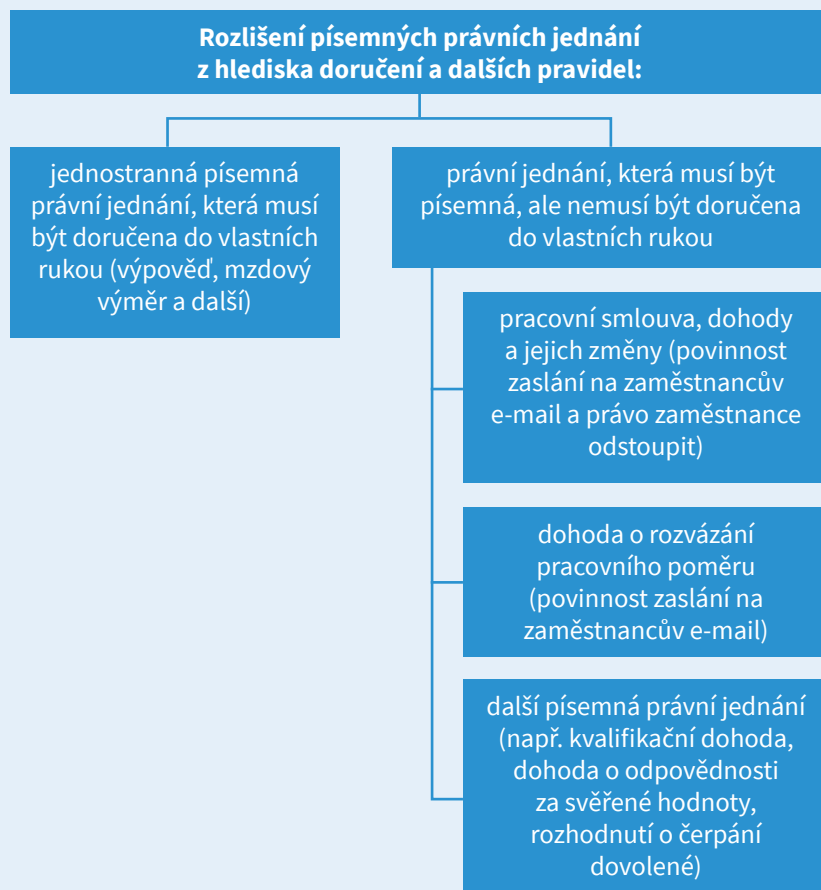 Rozlišení písemných právních jednání
z hlediska doručení a dalších pravidel:
jednostranná písemná
právní jednání, která musí
být doručena do vlastních
rukou (výpověď, mzdový
výměr a další)
právní jednání, která musí být
písemná, ale nemusí být doručena
do vlastních rukou
pracovní smlouva, dohody
a jejich změny (povinnost
zaslání na zaměstnancův
e-mail a právo zaměstnance
odstoupit)
dohoda o rozvázání
pracovního poměru
(povinnost zaslání na
zaměstnancův e-mail)
další písemná právní jednání
(např. kvalifikační dohoda,
dohoda o odpovědnosti
za svěřené hodnoty,
rozhodnutí o čerpání
dovolené)